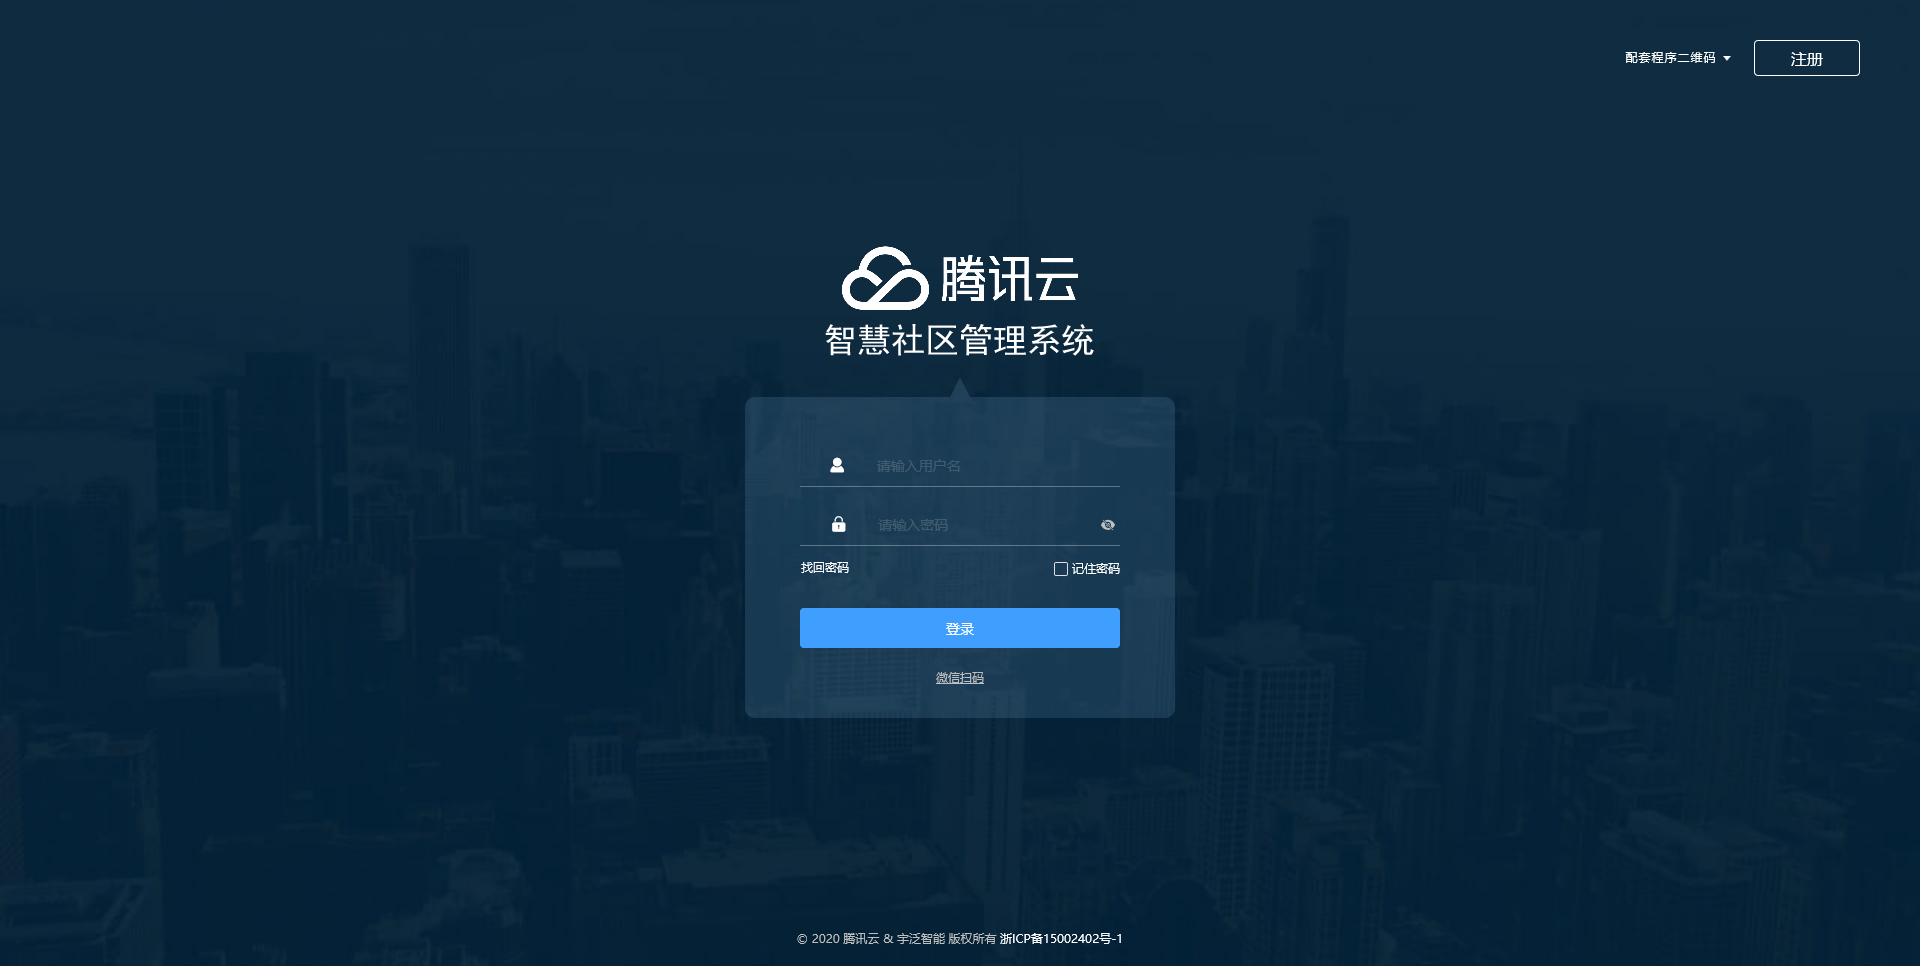 配套程序二维码
注册
腾讯云
智慧社区管理系统
请输入用户名
请输入密码
找回密码
记住密码
登录
微信扫码
© 2020 腾讯云 & 宇泛智能 版权所有 浙ICP备15002402号-1